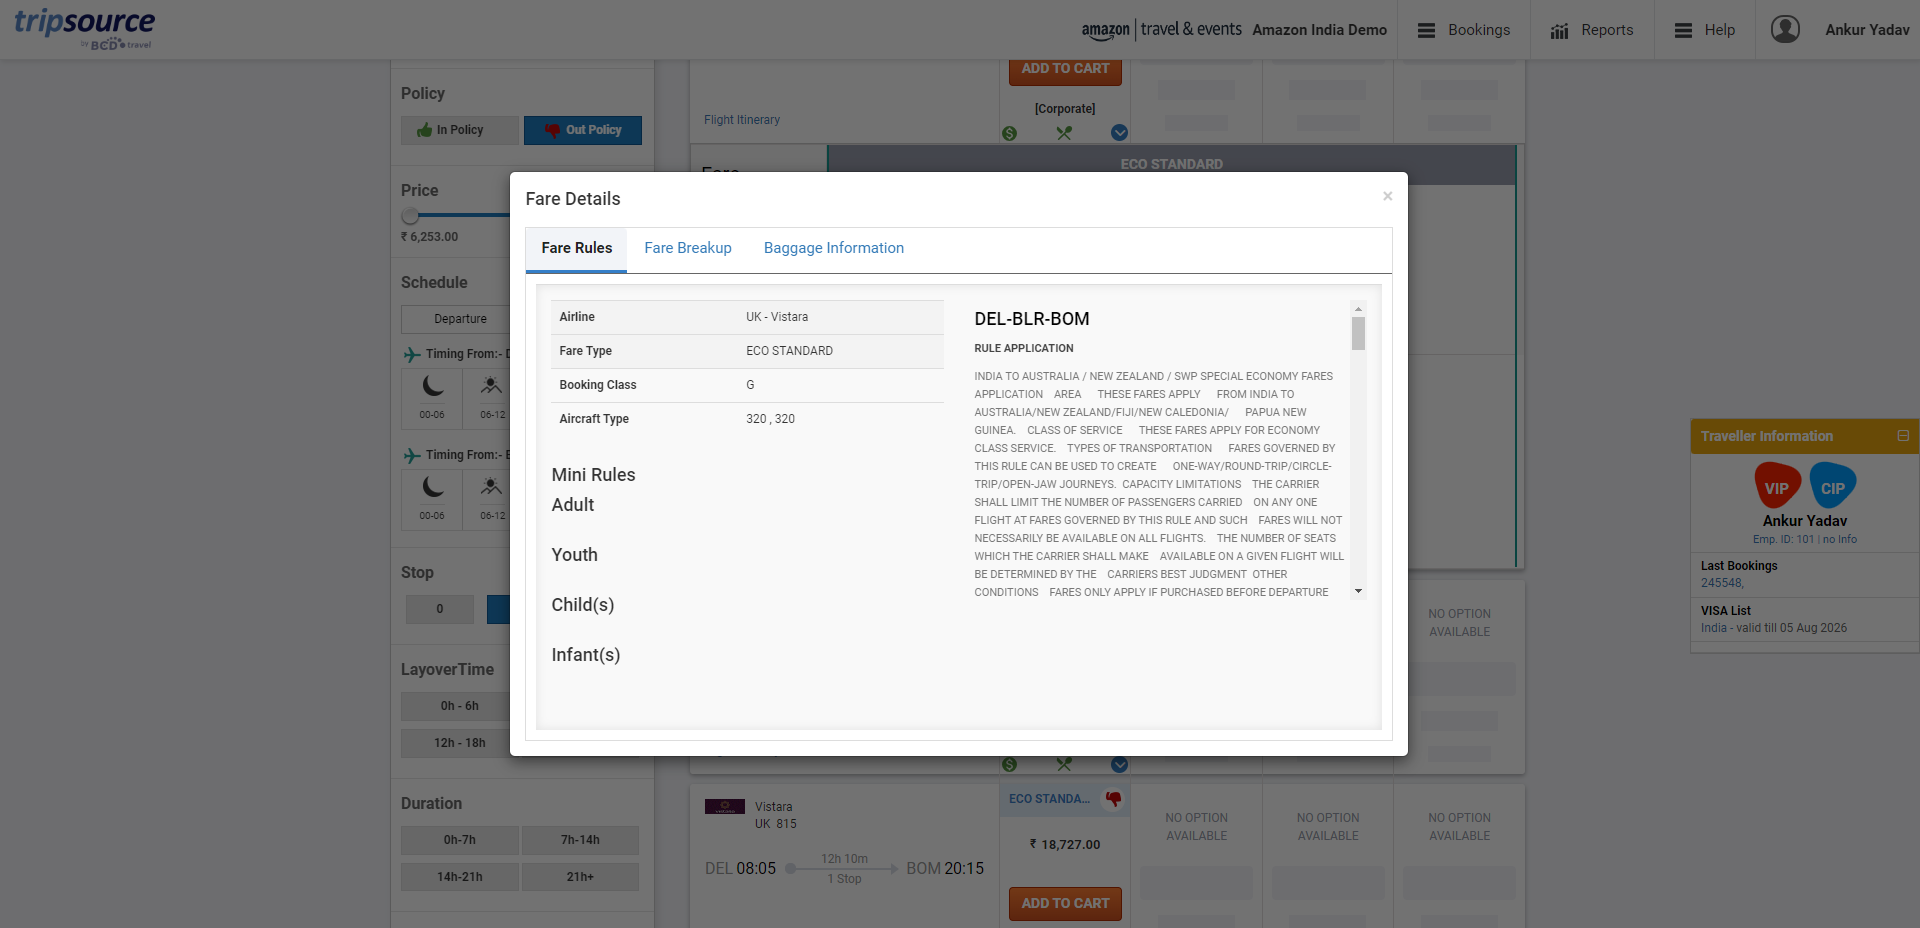 tripsource
by BCD travel
amazon travel & events
Amazon India Demo
Bookings
Reports
Help
Ankur Yadav
Policy
In Policy
Out Policy
Price
₹ 6,253.00
Schedule
Departure
Timing From:- D
00-06
06-12
Timing From:- B
00-06
06-12
Stop
0
LayoverTime
0h - 6h
12h - 18h
Duration
0h-7h
7h-14h
14h-21h
21h+
ADD TO CART
[Corporate]
Flight Itinerary
ECO STANDARD
Fare Details
×
Fare Rules
Fare Breakup
Baggage Information
Airline UK - Vistara
Fare Type ECO STANDARD
Booking Class G
Aircraft Type 320 , 320
Mini Rules
Adult
Youth
Child(s)
Infant(s)
DEL-BLR-BOM
RULE APPLICATION
INDIA TO AUSTRALIA / NEW ZEALAND / SWP SPECIAL ECONOMY FARES
APPLICATION AREA THESE FARES APPLY FROM INDIA TO
AUSTRALIA/NEW ZEALAND/FIJI/NEW CALEDONIA/ PAPUA NEW
GUINEA. CLASS OF SERVICE THESE FARES APPLY FOR ECONOMY
CLASS SERVICE. TYPES OF TRANSPORTATION FARES GOVERNED BY
THIS RULE CAN BE USED TO CREATE ONE-WAY/ROUND-TRIP/CIRCLE-
TRIP/OPEN-JAW JOURNEYS. CAPACITY LIMITATIONS THE CARRIER
SHALL LIMIT THE NUMBER OF PASSENGERS CARRIED ON ANY ONE
FLIGHT AT FARES GOVERNED BY THIS RULE AND SUCH FARES WILL NOT
NECESSARILY BE AVAILABLE ON ALL FLIGHTS. THE NUMBER OF SEATS
WHICH THE CARRIER SHALL MAKE AVAILABLE ON A GIVEN FLIGHT WILL
BE DETERMINED BY THE CARRIERS BEST JUDGMENT OTHER
CONDITIONS FARES ONLY APPLY IF PURCHASED BEFORE DEPARTURE
Traveller Information
VIP
CIP
Ankur Yadav
Emp. ID: 101 | no Info
Last Bookings
245548,
VISA List
India - valid till 05 Aug 2026
NO OPTION
AVAILABLE
Vistara
UK 815
DEL 08:05
12h 10m
1 Stop
BOM 20:15
ECO STANDA...
₹ 18,727.00
ADD TO CART
NO OPTION
AVAILABLE
NO OPTION
AVAILABLE
NO OPTION
AVAILABLE